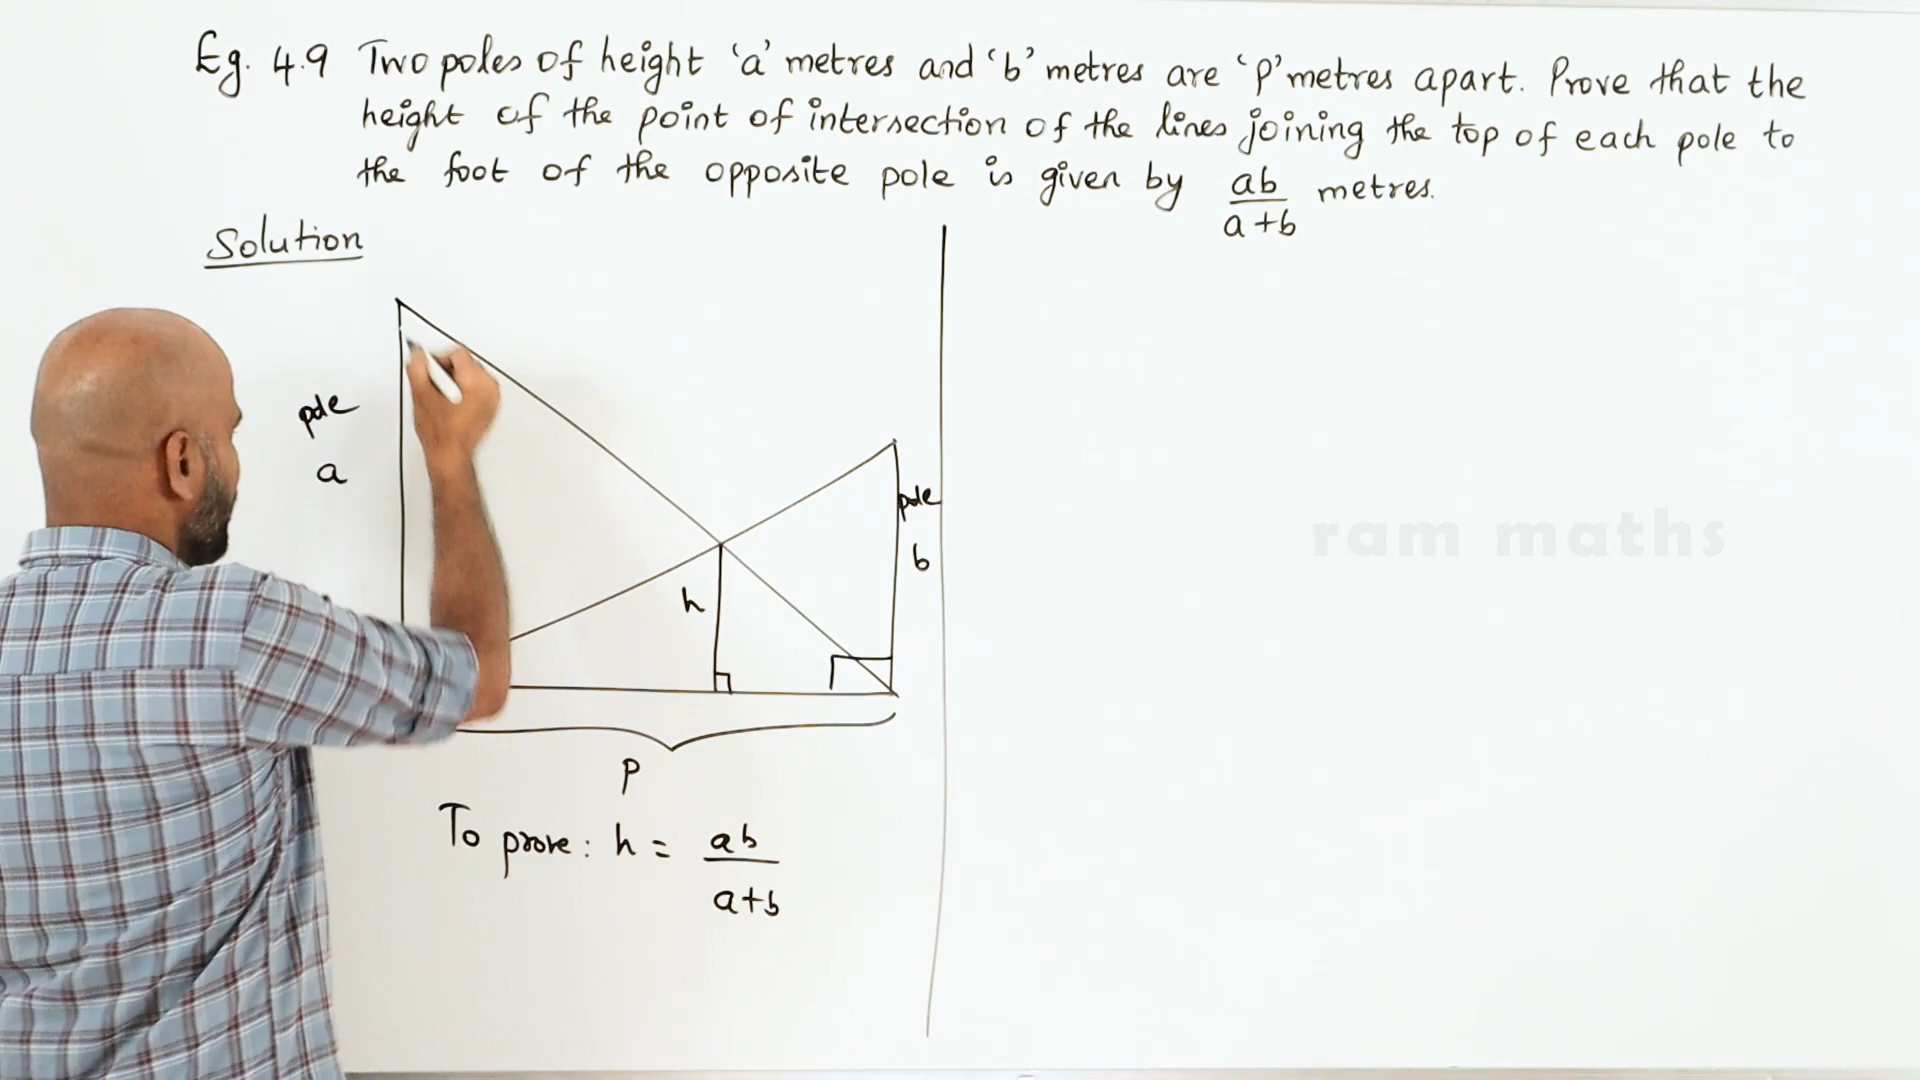 Eg. 4.9 Two poles of height 'a' metres and 'b' metres are 'p' metres apart. Prove that the
height of the point of intersection of the lines joining the top of each pole to
the foot of the opposite pole is given by ab/a+b metres.
Solution
pole
a
pole
b
h
p
To prove: h = ab/a+b
ram maths